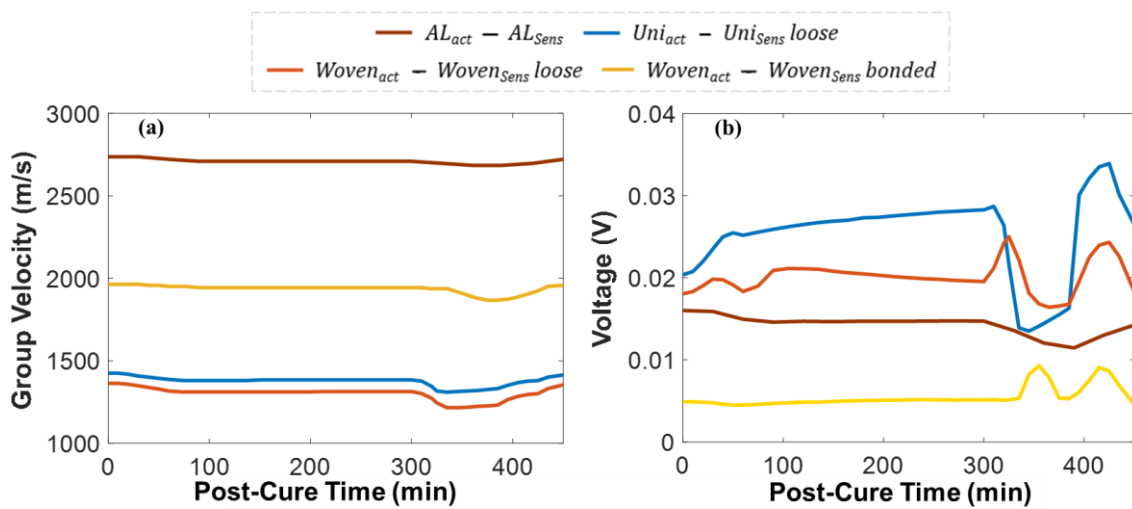 AL_act – AL_Sens Uni_act – Uni_Sens loose
Woven_act – Woven_Sens loose Woven_act – Woven_Sens bonded
(a)
Group Velocity (m/s)
3000
2500
2000
1500
1000
0 100 200 300 400
Post-Cure Time (min)
(b)
Voltage (V)
0.04
0.03
0.02
0.01
0
0 100 200 300 400
Post-Cure Time (min)